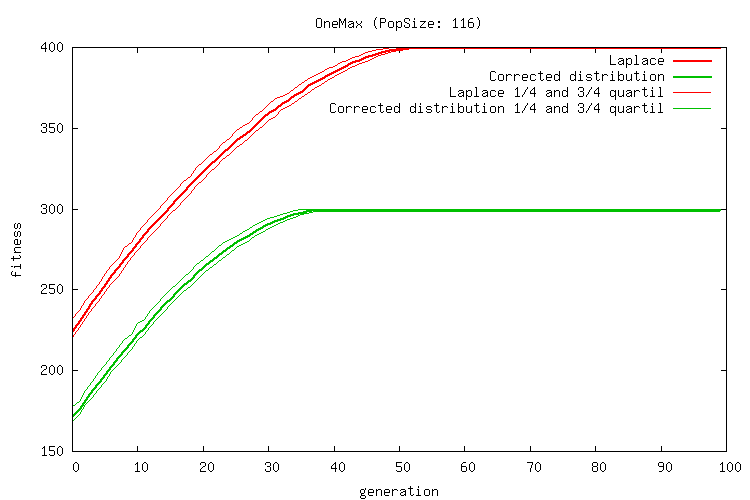 OneMax (PopSize: 116)
400
Laplace
Corrected distribution
Laplace 1/4 and 3/4 quartil
Corrected distribution 1/4 and 3/4 quartil
350
300
fitness
250
200
150
0 10 20 30 40 50 60 70 80 90 100
generation